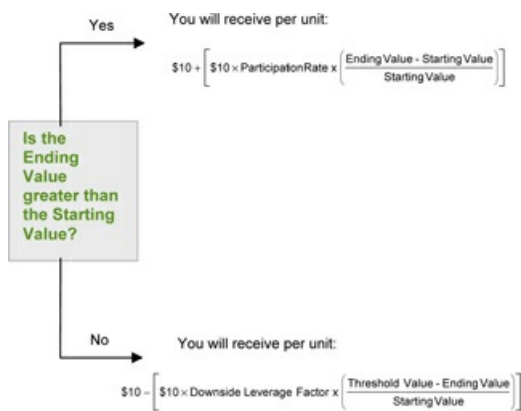 Yes
You will receive per unit:
$10 + [ $10 × ParticipationRate x ( Ending Value - Starting Value / Starting Value ) ]
Is the
Ending
Value
greater than
the Starting
Value?
No
You will receive per unit:
$10 − [ $10 × Downside Leverage Factor x ( Threshold Value - Ending Value / Starting Value ) ]